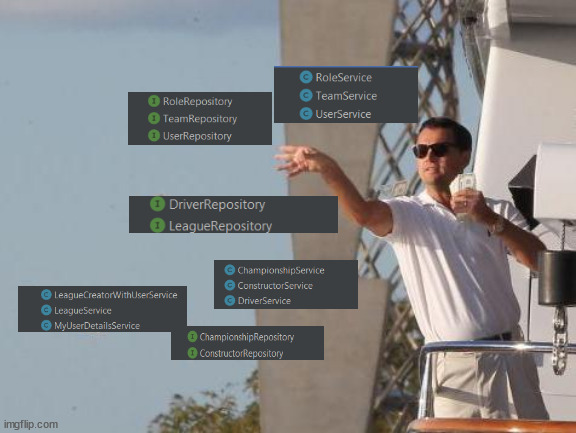 RoleService
TeamService
UserService
RoleRepository
TeamRepository
UserRepository
DriverRepository
LeagueRepository
ChampionshipService
ConstructorService
DriverService
LeagueCreatorWithUserService
LeagueService
MyUserDetailsService
ChampionshipRepository
ConstructorRepository
imgflip.com